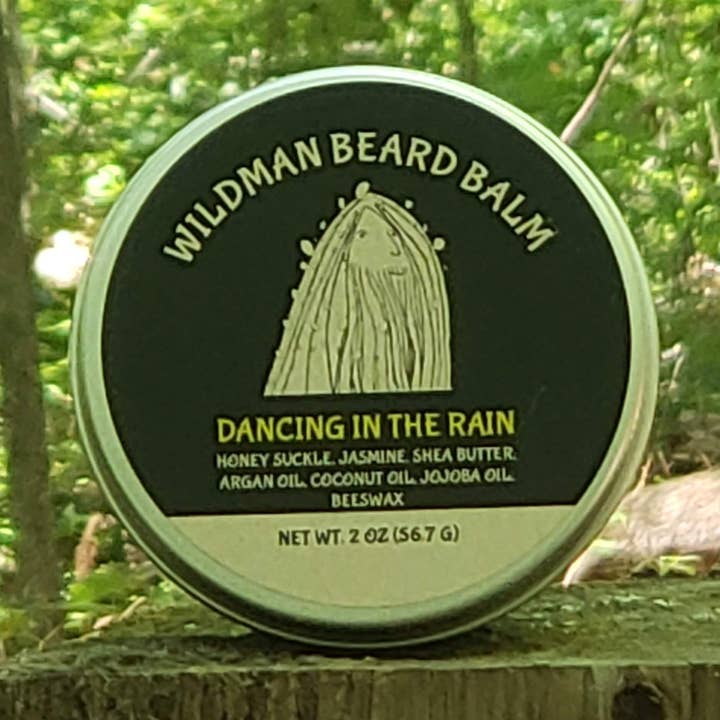 WILDMAN BEARD BALM
DANCING IN THE RAIN
HONEY SUCKLE. JASMINE. SHEA BUTTER.
ARGAN OIL. COCONUT OIL. JOJOBA OIL.
BEESWAX
NET WT. 2 OZ (56.7 G)